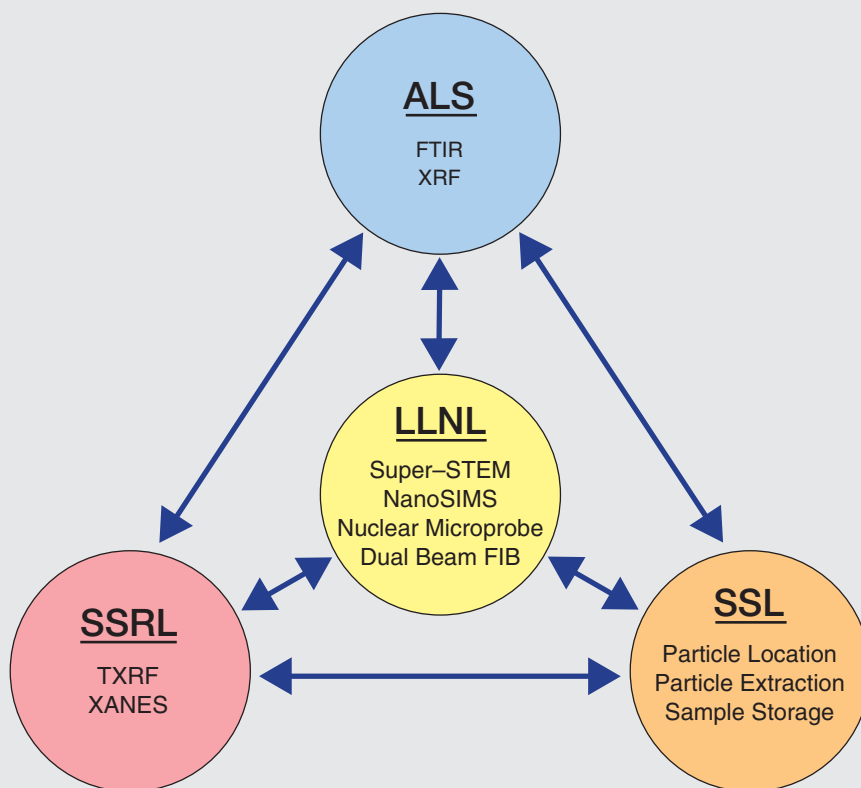 ALS
FTIR
XRF
LLNL
Super–STEM
NanoSIMS
Nuclear Microprobe
Dual Beam FIB
SSRL
TXRF
XANES
SSL
Particle Location
Particle Extraction
Sample Storage